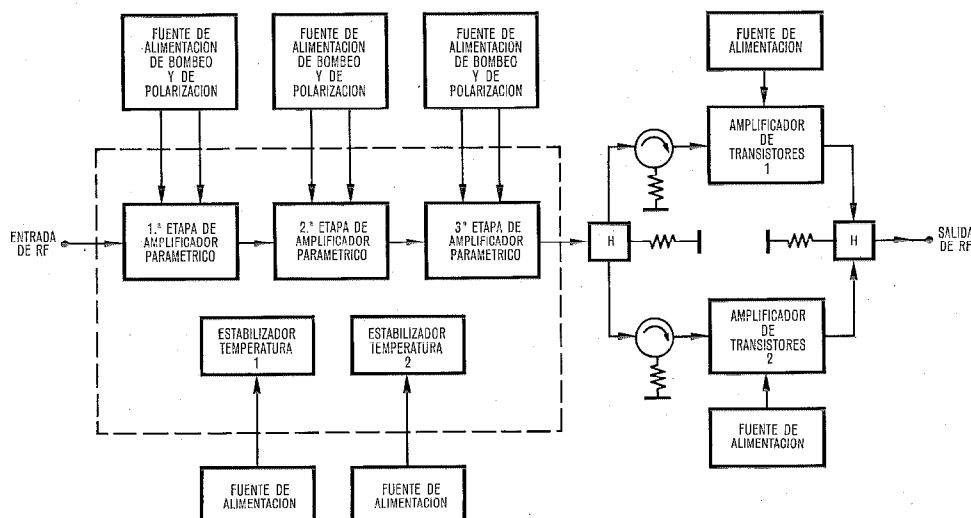 FUENTE DE
ALIMENTACION
DE BOMBEO
Y DE
POLARIZACION
FUENTE DE
ALIMENTACION
DE BOMBEO
Y DE
POLARIZACION
FUENTE DE
ALIMENTACION
DE BOMBEO
Y DE
POLARIZACION
FUENTE DE
ALIMENTACION
AMPLIFICADOR
DE
TRANSISTORES
1
ENTRADA
DE RF
1.ª ETAPA DE
AMPLIFICADOR
PARAMETRICO
2.ª ETAPA DE
AMPLIFICADOR
PARAMETRICO
3ª ETAPA DE
AMPLIFICADOR
PARAMETRICO
H
H
SALIDA
DE RF
ESTABILIZADOR
TEMPERATURA
1
ESTABILIZADOR
TEMPERATURA
2
AMPLIFICADOR
DE
TRANSISTORES
2
FUENTE DE
ALIMENTACION
FUENTE DE
ALIMENTACION
FUENTE DE
ALIMENTACION